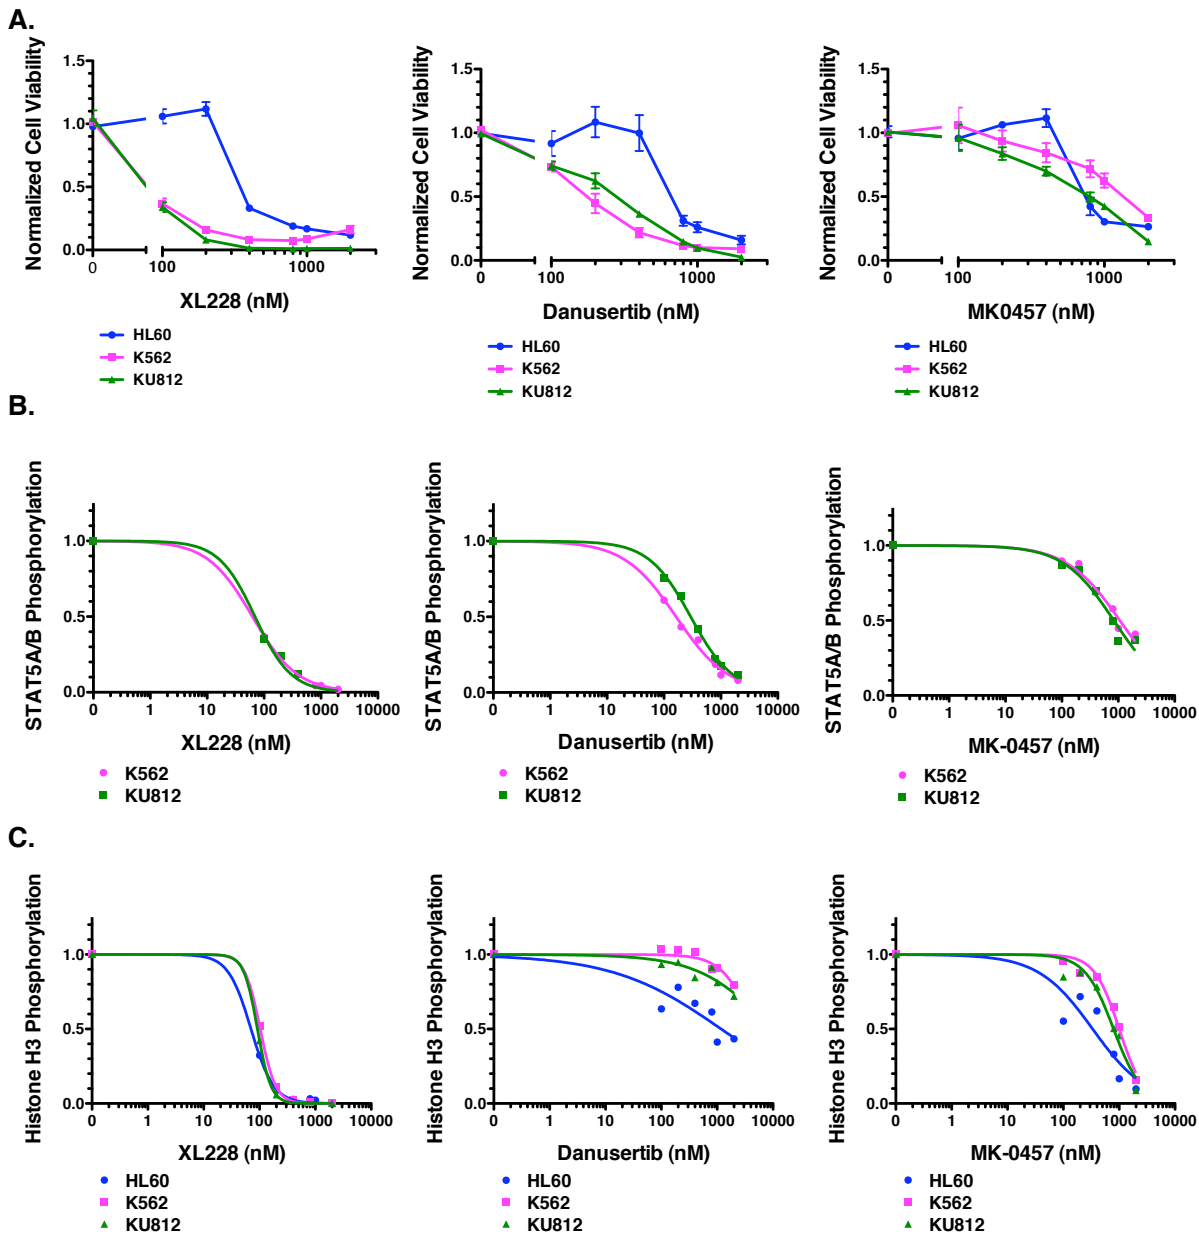 A.
Normalized Cell Viability
1.5
1.0
0.5
0.0
0
100
1000
XL228 (nM)
HL60
K562
KU812
Normalized Cell Viability
1.5
1.0
0.5
0.0
0
100
1000
Danusertib (nM)
HL60
K562
KU812
Normalized Cell Viability
1.5
1.0
0.5
0.0
0
100
1000
MK0457 (nM)
HL60
K562
KU812
B.
STAT5A/B Phosphorylation
1.0
0.5
0.0
0
1
10
100
1000
10000
XL228 (nM)
K562
KU812
STAT5A/B Phosphorylation
1.0
0.5
0.0
0
1
10
100
1000
10000
Danusertib (nM)
K562
KU812
STAT5A/B Phosphorylation
1.0
0.5
0.0
0
1
10
100
1000
10000
MK-0457 (nM)
K562
KU812
C.
Histone H3 Phosphorylation
1.0
0.5
0.0
0
1
10
100
1000
10000
XL228 (nM)
HL60
K562
KU812
Histone H3 Phosphorylation
1.0
0.5
0.0
0
1
10
100
1000
10000
Danusertib (nM)
HL60
K562
KU812
Histone H3 Phosphorylation
1.0
0.5
0.0
0
1
10
100
1000
10000
MK-0457 (nM)
HL60
K562
KU812